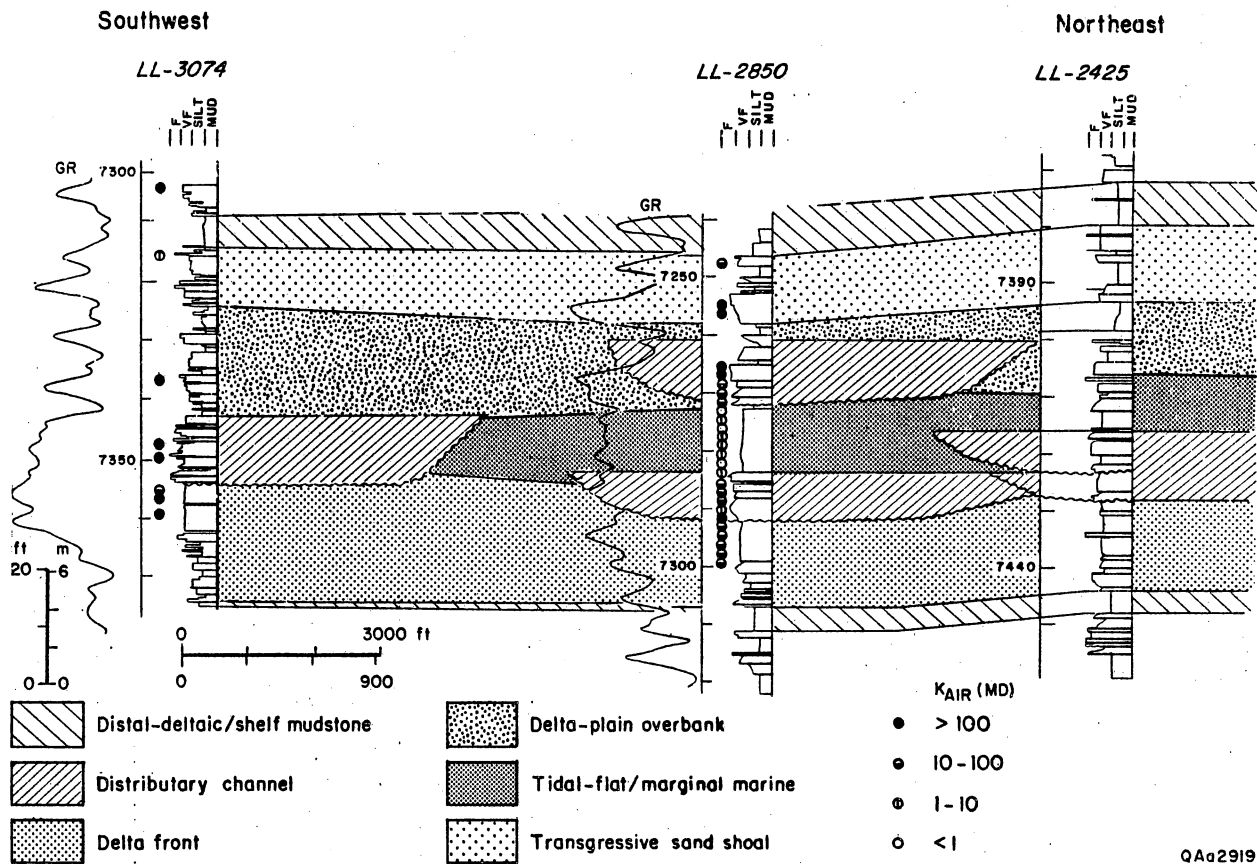 Southwest
Northeast
LL-3074
LL-2850
LL-2425
F
VF
SILT
MUD
F
VF
SILT
MUD
F
VF
SILT
MUD
GR
7300
GR
7250
7390
7350
7300
7440
ft m
20 6
0 0
0 3000 ft
0 900
Distal-deltaic/shelf mudstone
Distributary channel
Delta front
Delta-plain overbank
Tidal-flat/marginal marine
Transgressive sand shoal
KAIR (MD)
> 100
10-100
1-10
<1
QAa2919